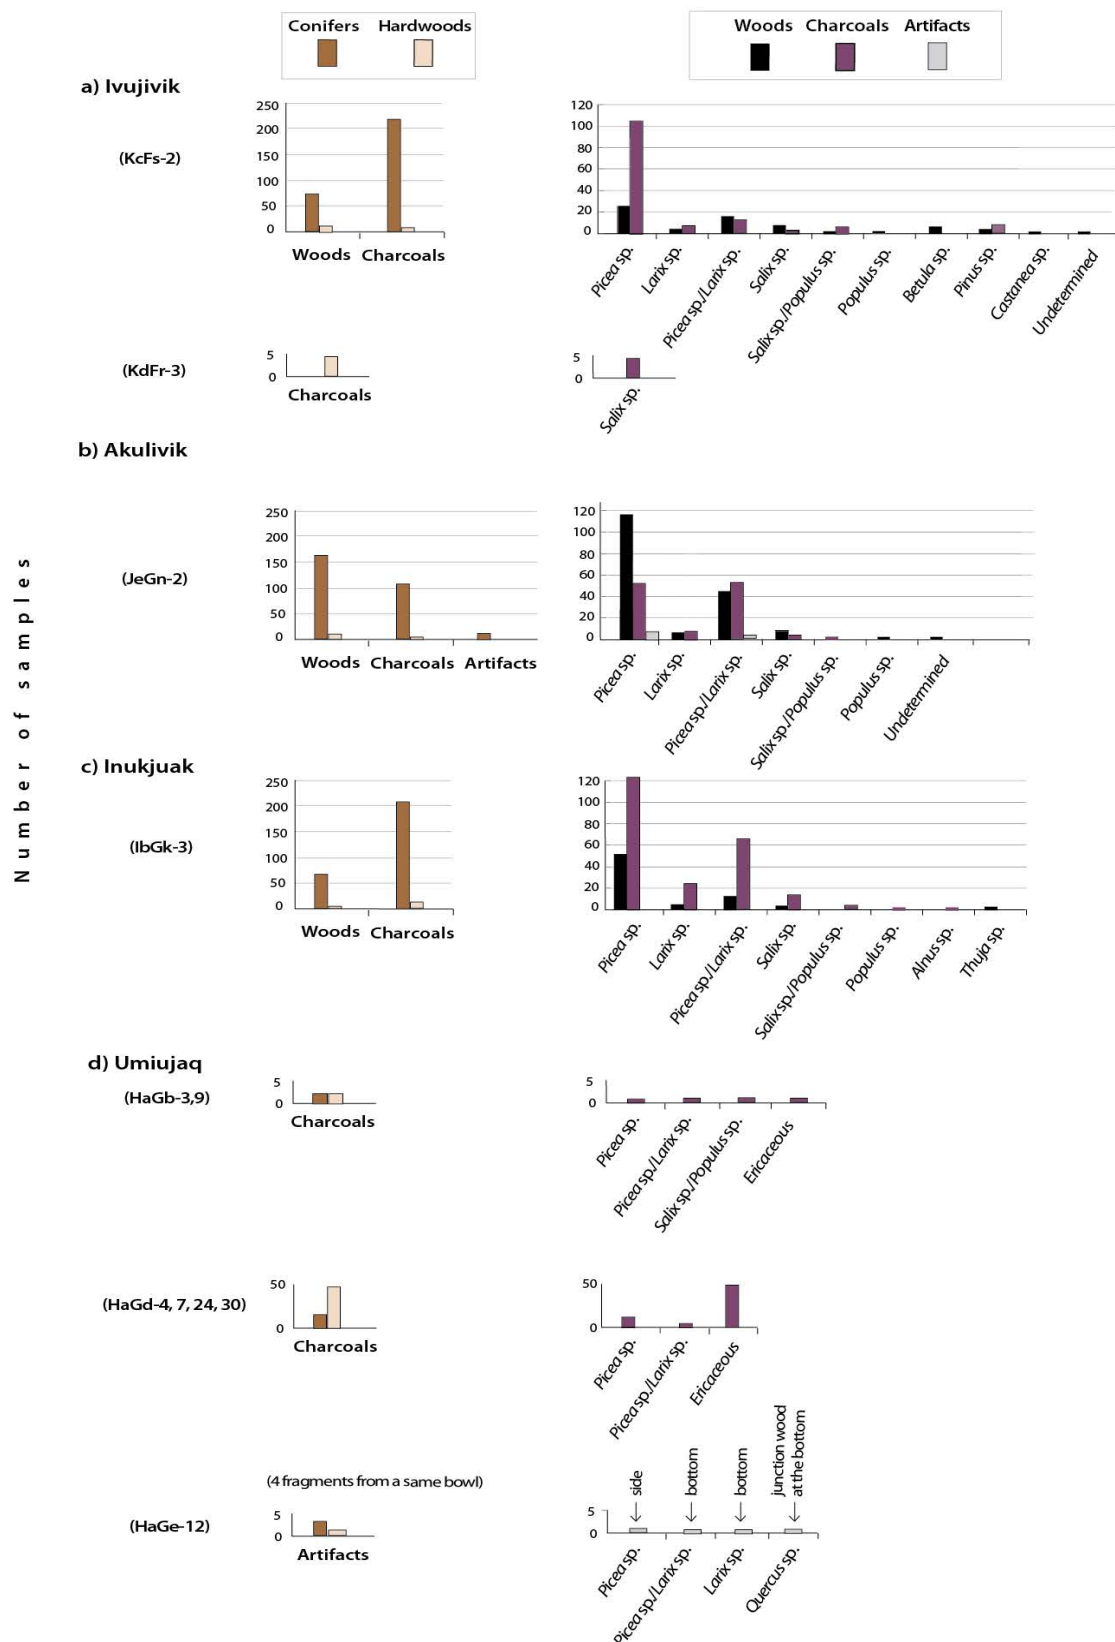 Conifers Hardwoods
Woods Charcoals Artifacts
a) Ivujivik
(KcFs-2)
250
200
150
100
50
0
Woods Charcoals
120
100
80
60
40
20
0
Picea sp.
Larix sp.
Picea sp./Larix sp.
Salix sp.
Salix sp./Populus sp.
Populus sp.
Betula sp.
Pinus sp.
Castanea sp.
Undetermined
(KdFr-3)
5
0
Charcoals
5
0
Salix sp.
b) Akulivik
Number of samples
(JeGn-2)
250
200
150
100
50
0
Woods Charcoals Artifacts
120
100
80
60
40
20
0
Picea sp.
Larix sp.
Picea sp./Larix sp.
Salix sp.
Salix sp./Populus sp.
Populus sp.
Undetermined
c) Inukjuak
(IbGk-3)
250
200
150
100
50
0
Woods Charcoals
120
100
80
60
40
20
0
Picea sp.
Larix sp.
Picea sp./Larix sp.
Salix sp.
Salix sp./Populus sp.
Populus sp.
Alnus sp.
Thuja sp.
d) Umiujaq
(HaGb-3,9)
5
0
Charcoals
5
0
Picea sp.
Picea sp./Larix sp.
Salix sp./Populus sp.
Ericaceous
(HaGd-4, 7, 24, 30)
50
0
Charcoals
50
0
Picea sp.
Picea sp./Larix sp.
Ericaceous
(4 fragments from a same bowl)
(HaGe-12)
5
0
Artifacts
side
bottom
bottom
junction wood
at the bottom
5
0
Picea sp.
Picea sp./Larix sp.
Larix sp.
Quercus sp.